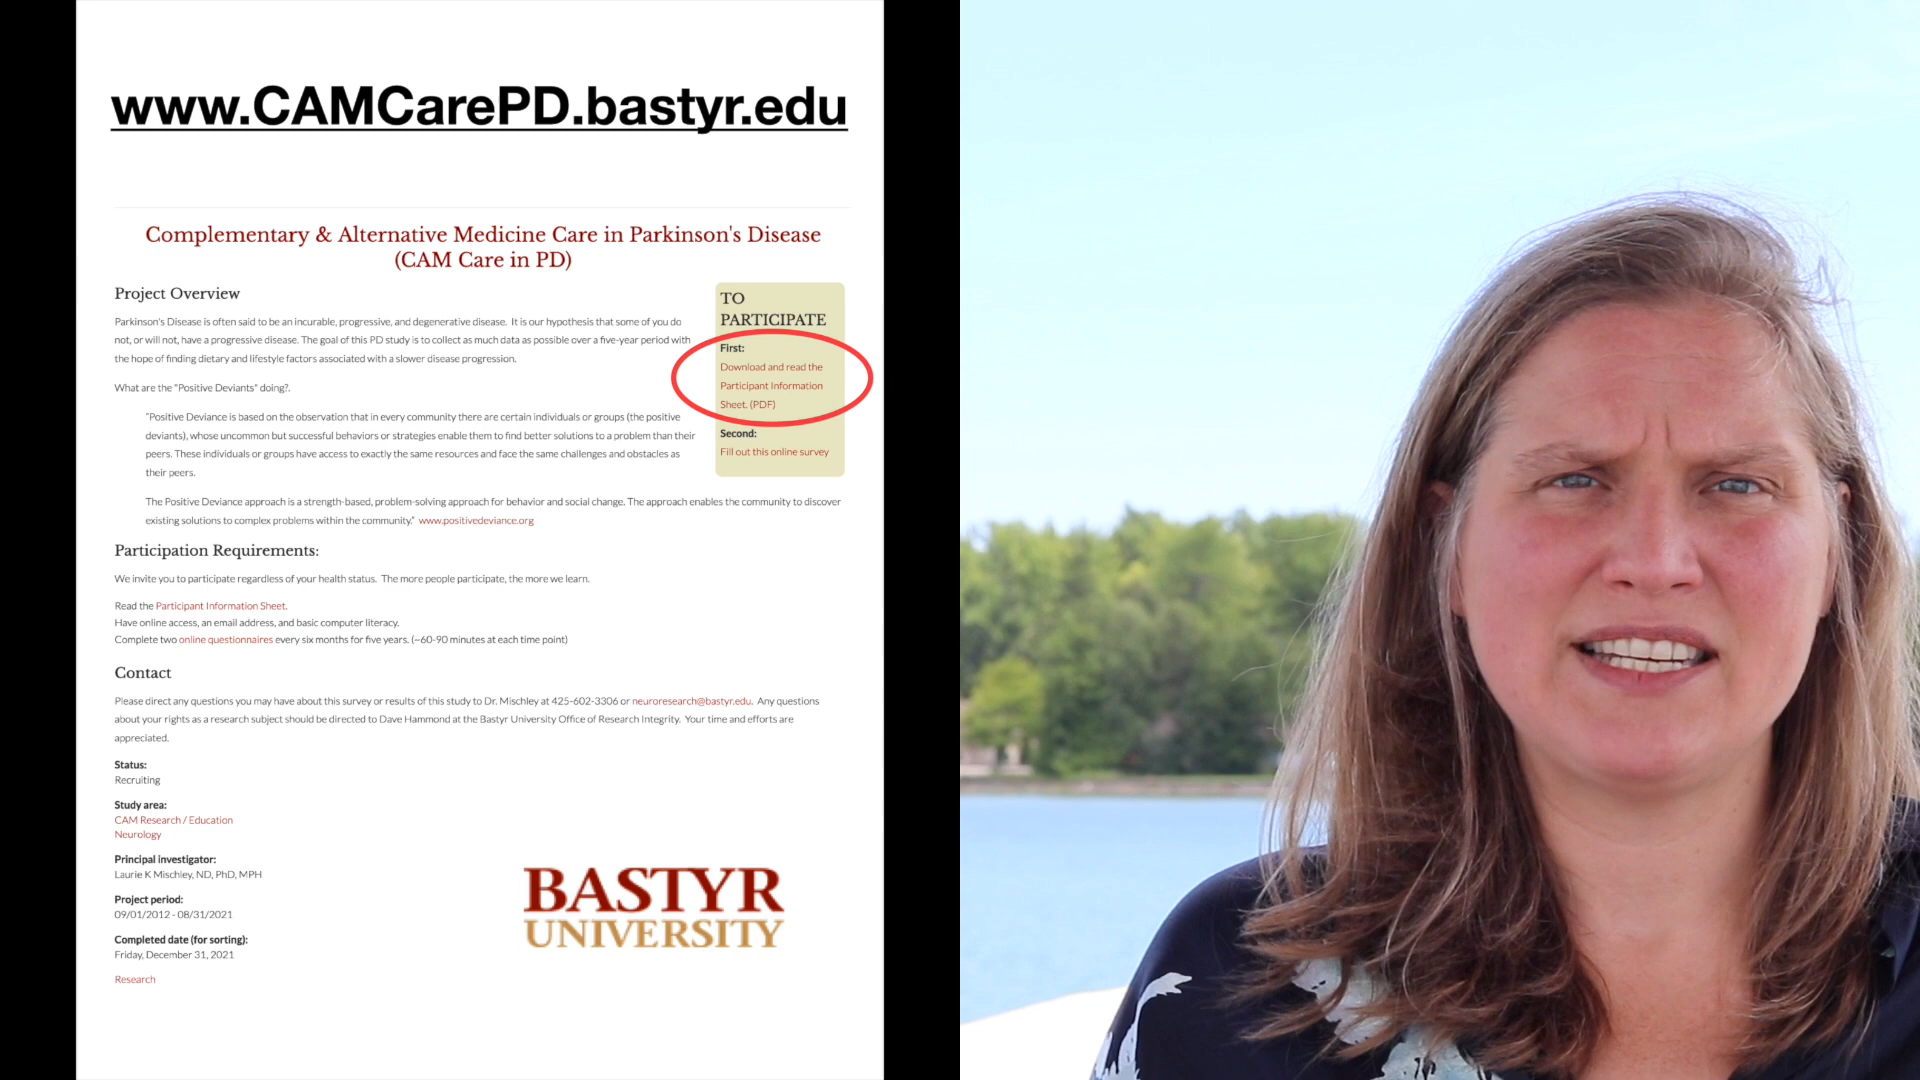 www.CAMCarePD.bastyr.edu
Complementary & Alternative Medicine Care in Parkinson's Disease
(CAM Care in PD)
Project Overview
Parkinson's Disease is often said to be an incurable, progressive, and degenerative disease. It is our hypothesis that some of you do
not, or will not, have a progressive disease. The goal of this PD study is to collect as much data as possible over a five-year period with
the hope of finding dietary and lifestyle factors associated with a slower disease progression.
What are the "Positive Deviants" doing?.
"Positive Deviance is based on the observation that in every community there are certain individuals or groups (the positive
deviants), whose uncommon but successful behaviors or strategies enable them to find better solutions to a problem than their
peers. These individuals or groups have access to exactly the same resources and face the same challenges and obstacles as
their peers.
The Positive Deviance approach is a strength-based, problem-solving approach for behavior and social change. The approach enables the community to discover
existing solutions to complex problems within the community." www.positivedeviance.org
TO
PARTICIPATE
First:
Download and read the
Participant Information
Sheet. (PDF)
Second:
Fill out this online survey
Participation Requirements:
We invite you to participate regardless of your health status. The more people participate, the more we learn.
Read the Participant Information Sheet.
Have online access, an email address, and basic computer literacy.
Complete two online questionnaires every six months for five years. (~60-90 minutes at each time point)
Contact
Please direct any questions you may have about this survey or results of this study to Dr. Mischley at 425-602-3306 or neuroresearch@bastyr.edu. Any questions
about your rights as a research subject should be directed to Dave Hammond at the Bastyr University Office of Research Integrity. Your time and efforts are
appreciated.
Status:
Recruiting
Study area:
CAM Research / Education
Neurology
Principal investigator:
Laurie K Mischley, ND, PhD, MPH
Project period:
09/01/2012 - 08/31/2021
Completed date (for sorting):
Friday, December 31, 2021
Research
BASTYR
UNIVERSITY